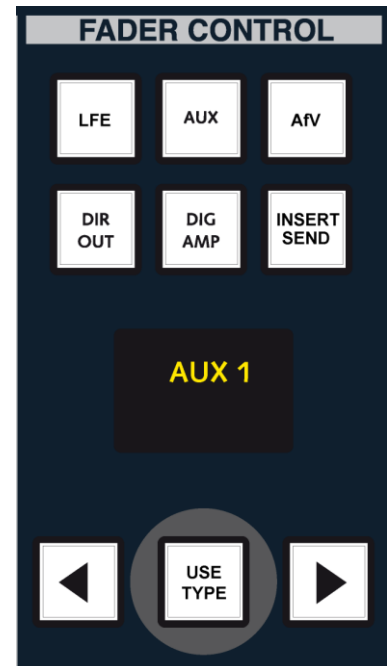 FADER CONTROL
LFE
AUX
AfV
DIR
OUT
DIG
AMP
INSERT
SEND
AUX 1
USE
TYPE